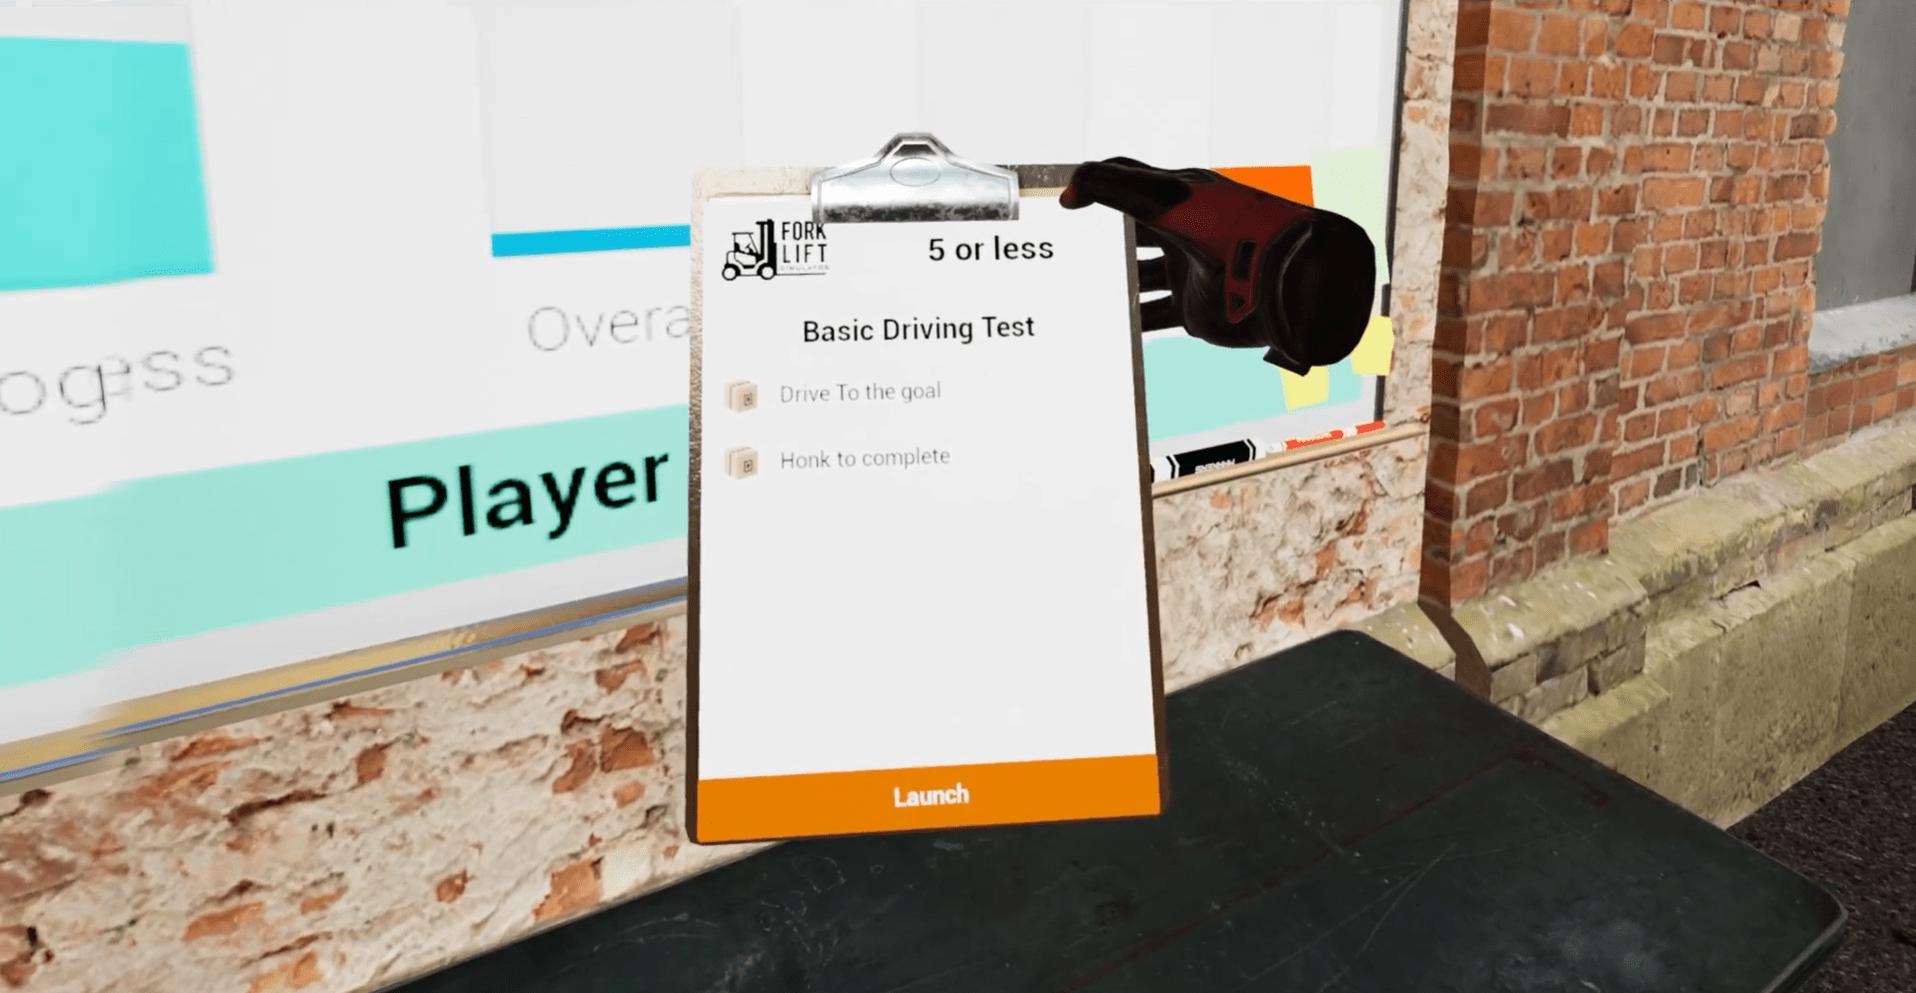 Overa
ogess
Player
FORK
LIFT
SIMULATOR
5 or less
Basic Driving Test
Drive To the goal
Honk to complete
Launch